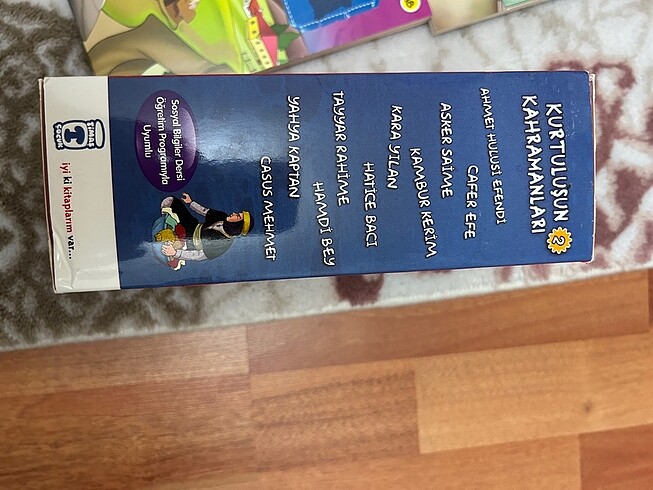 KURTULUŞUN
KAHRAMANLARI
2
AHMET HULUSİ EFENDİ
CAFER EFE
ASKER SAİME
KAMBUR KERİM
KARA YILAN
HATİCE BACI
TAYYAR RAHİME
HAMDİ BEY
YAHYA KAPTAN
CASUS MEHMET
Sosyal Bilgiler Dersi
Öğretim Programıyla
Uyumlu
TİMAŞ
ÇOCUK
iyi ki kitaplarım var...